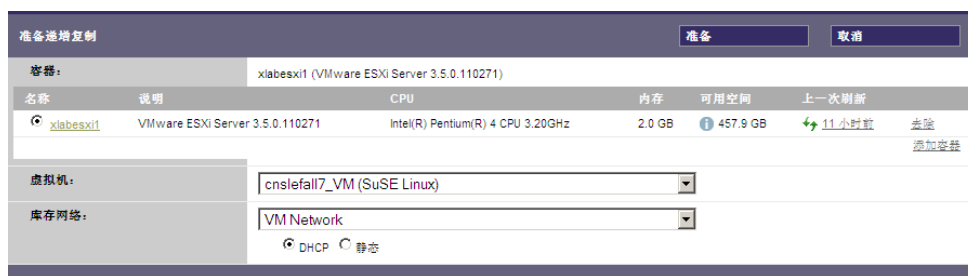 准备递增复制 准备 取消
容器： xlabesxi1 (VMware ESXi Server 3.5.0.110271)
名称 说明 CPU 内存 可用空间 上一次刷新
xlabesxi1 VMware ESXi Server 3.5.0.110271 Intel(R) Pentium(R) 4 CPU 3.20GHz 2.0 GB 457.9 GB 11 小时前 去除
添加容器
虚拟机： cnslefall7_VM (SuSE Linux)
库存网络： VM Network
DHCP 静态